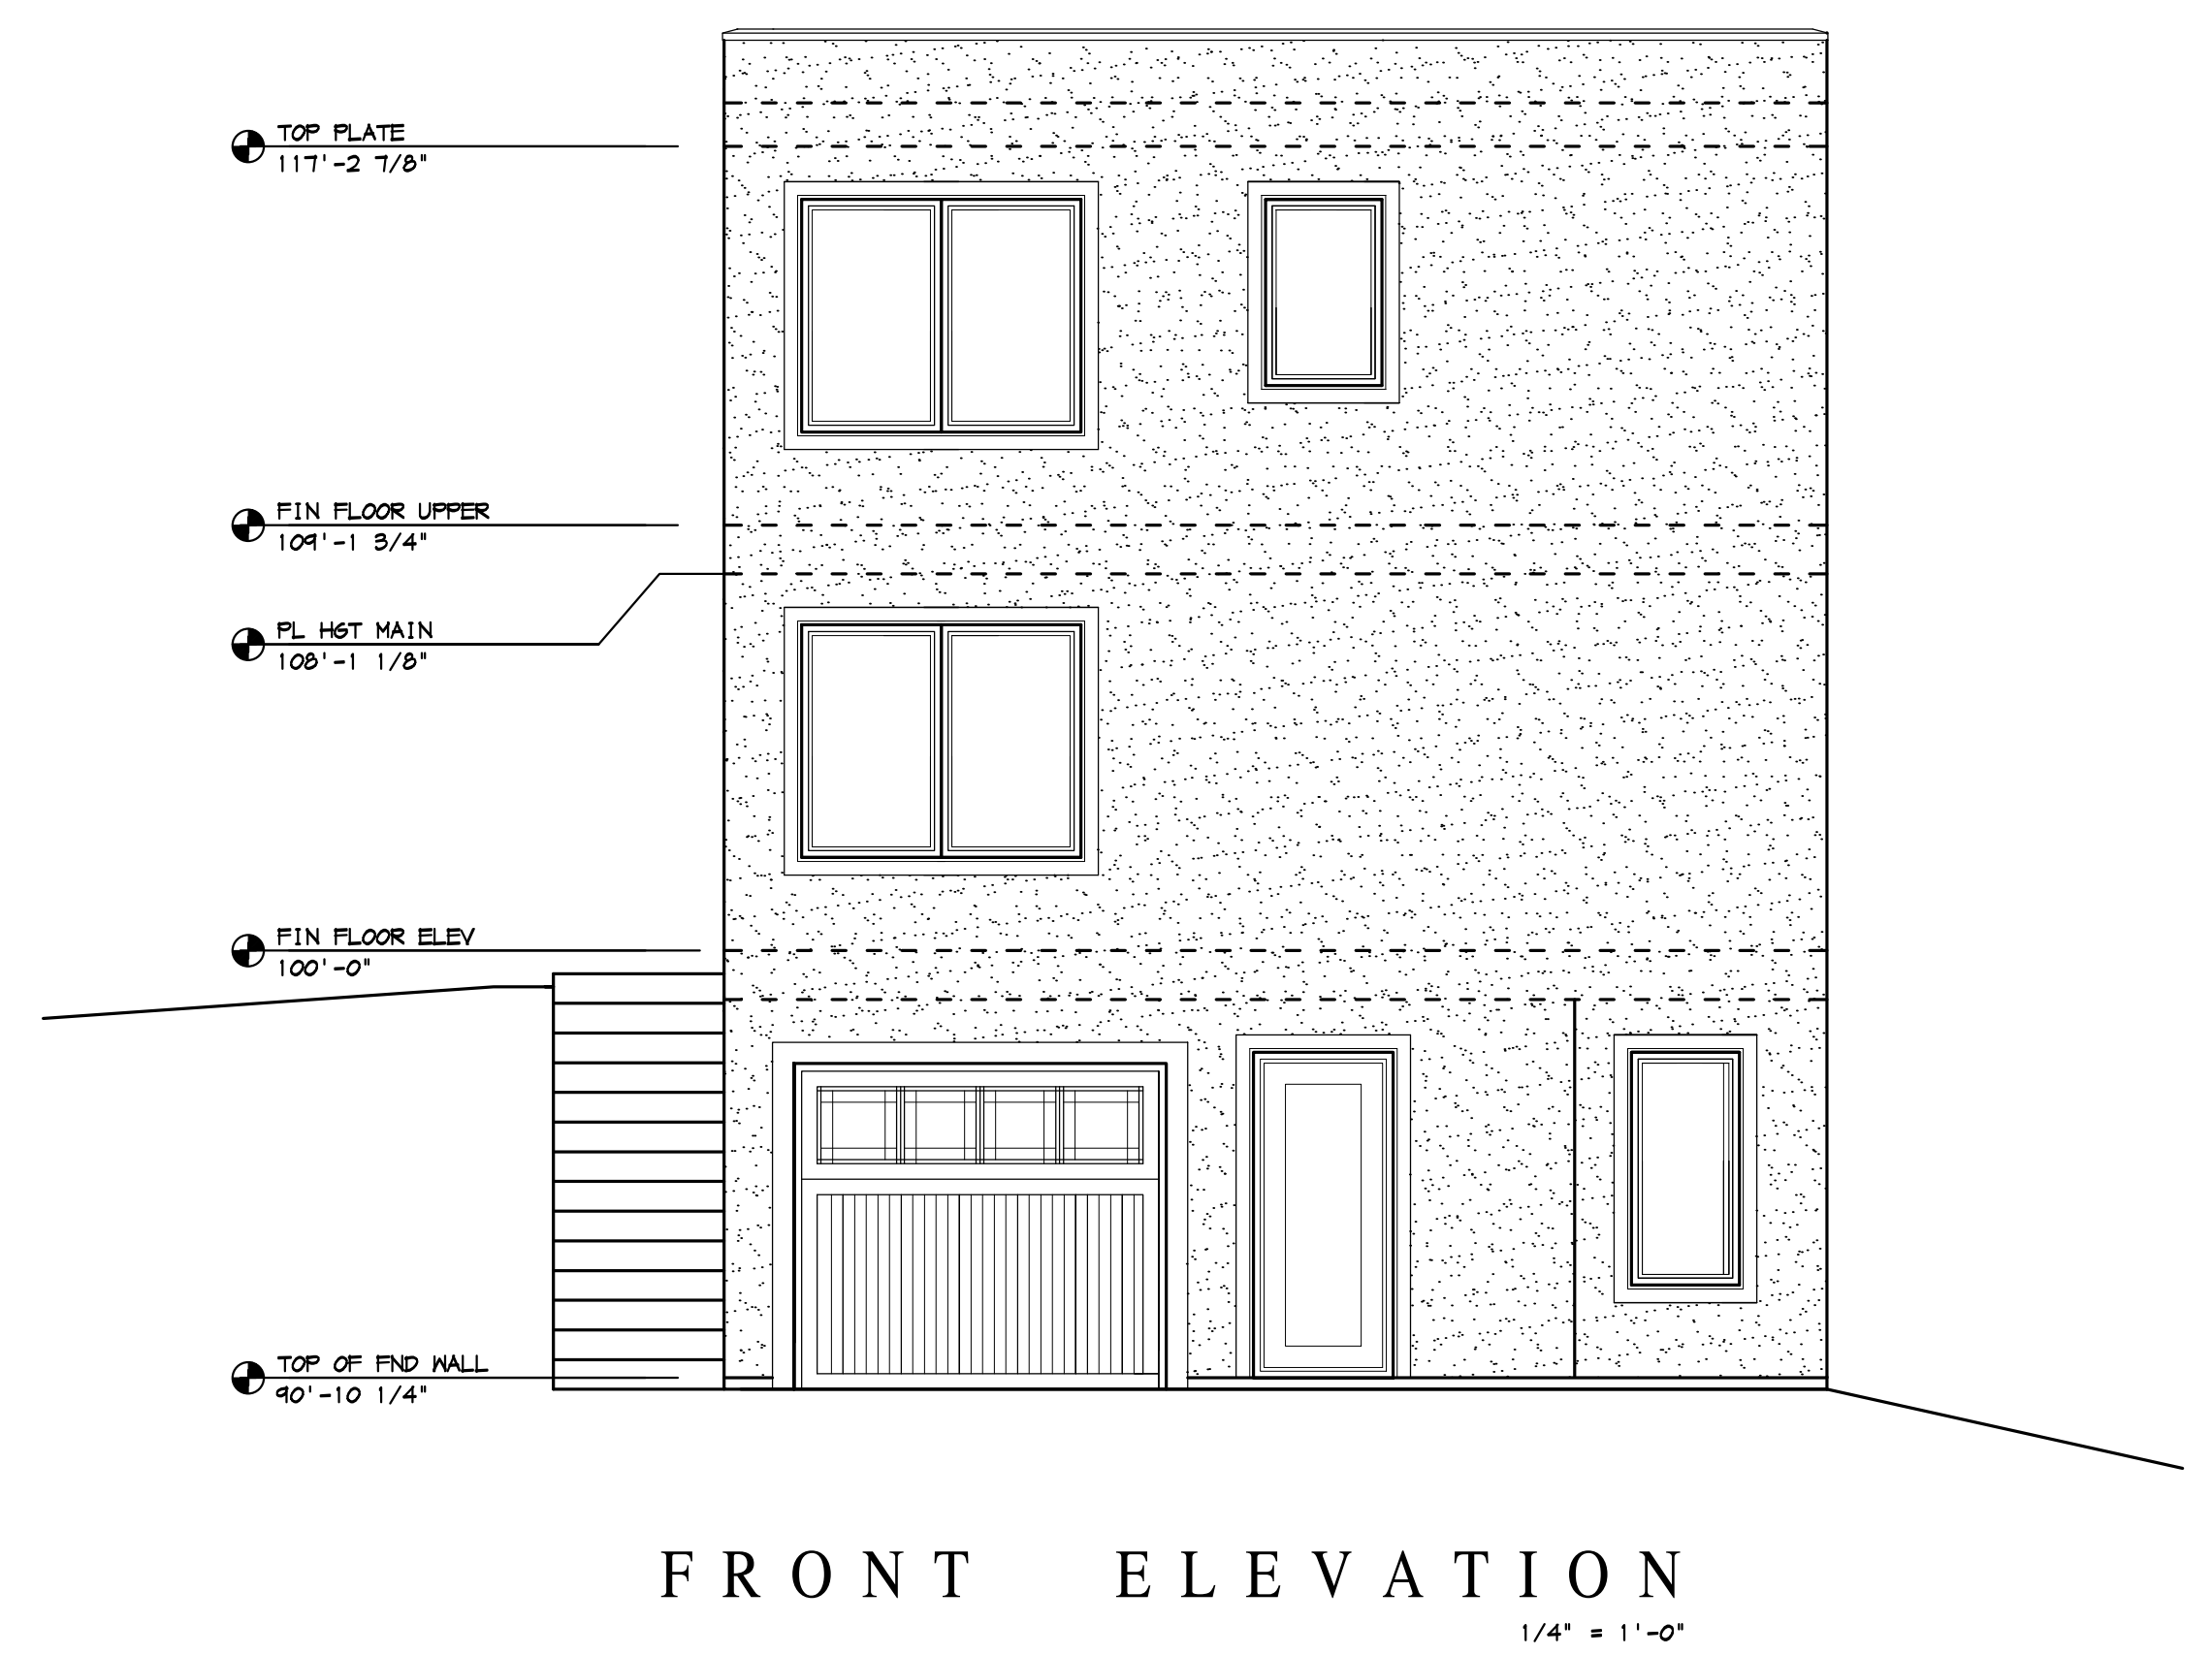 TOP PLATE
117'-2 7/8"
FIN FLOOR UPPER
109'-1 3/4"
PL HGT MAIN
108'-1 1/8"
FIN FLOOR ELEV
100'-0"
TOP OF FND WALL
90'-10 1/4"
FRONT ELEVATION
1/4" = 1'-0"